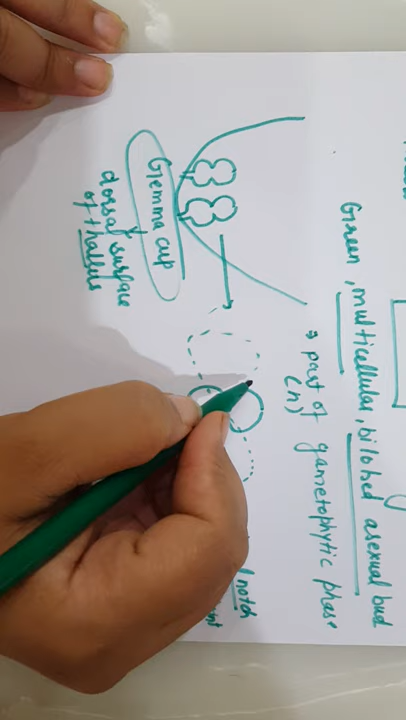 Green, multicellular, bilobed asexual bud
→ part of gametophytic phase
(n)
Gemma cup
dorsal surface
of thallus
notch